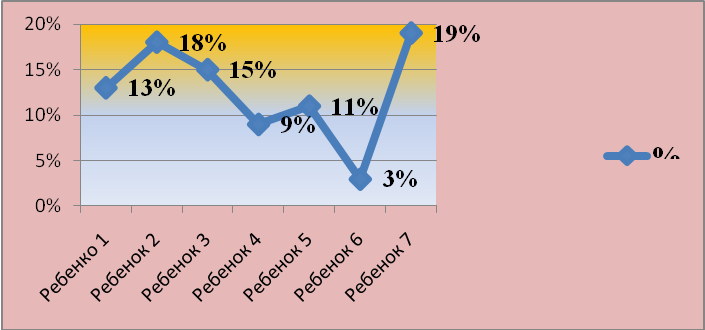 20%
15%
10%
5%
0%
13%
18%
15%
9%
11%
3%
19%
Ребенко 1
Ребенок 2
Ребенок 3
Ребенок 4
Ребенок 5
Ребенок 6
Ребенок 7
%